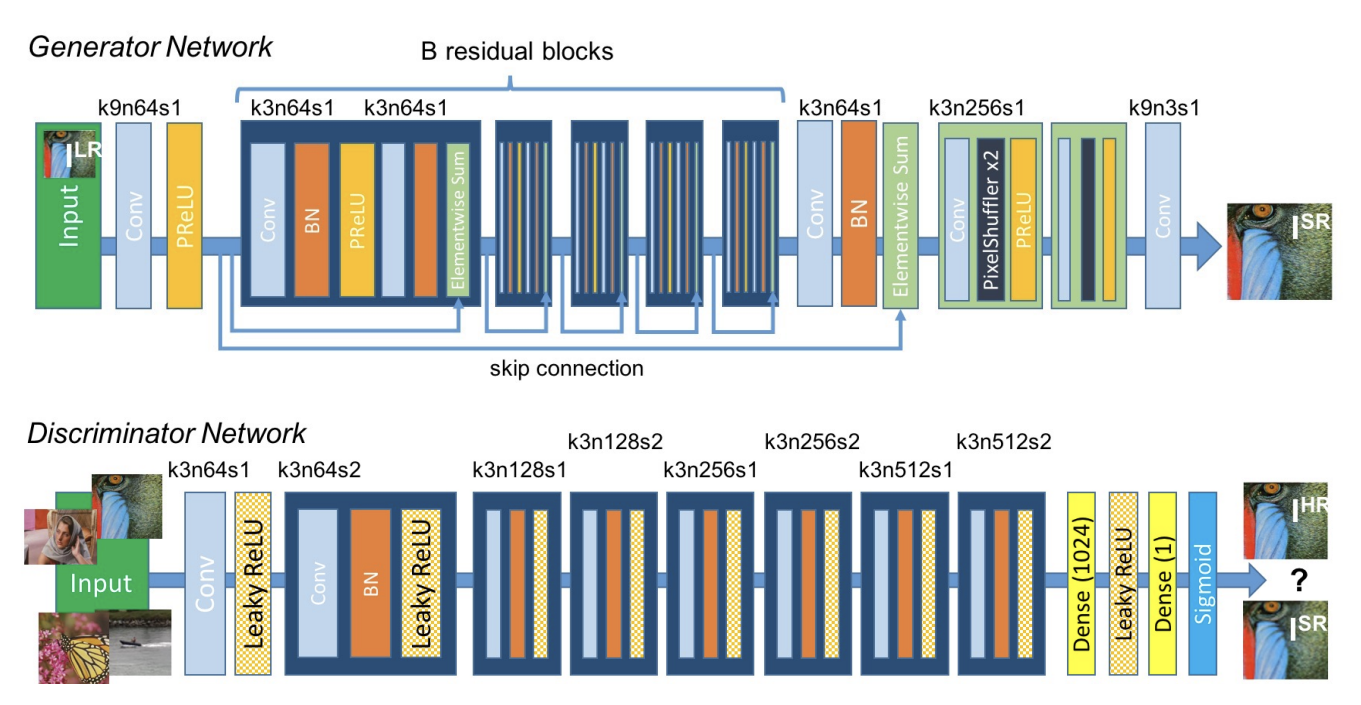 Generator Network
B residual blocks
k9n64s1
k3n64s1
k3n64s1
k3n64s1
k3n256s1
k9n3s1
I^LR
Input
Conv
PReLU
Conv
BN
PReLU
Elementwise Sum
Conv
BN
Elementwise Sum
Conv
PixelShuffler x2
PReLU
Conv
I^SR
skip connection
Discriminator Network
k3n64s1
k3n64s2
k3n128s1
k3n128s2
k3n256s1
k3n256s2
k3n512s1
k3n512s2
Input
Conv
Leaky ReLU
Conv
BN
Leaky ReLU
Dense (1024)
Leaky ReLU
Dense (1)
Sigmoid
I^HR
?
I^SR